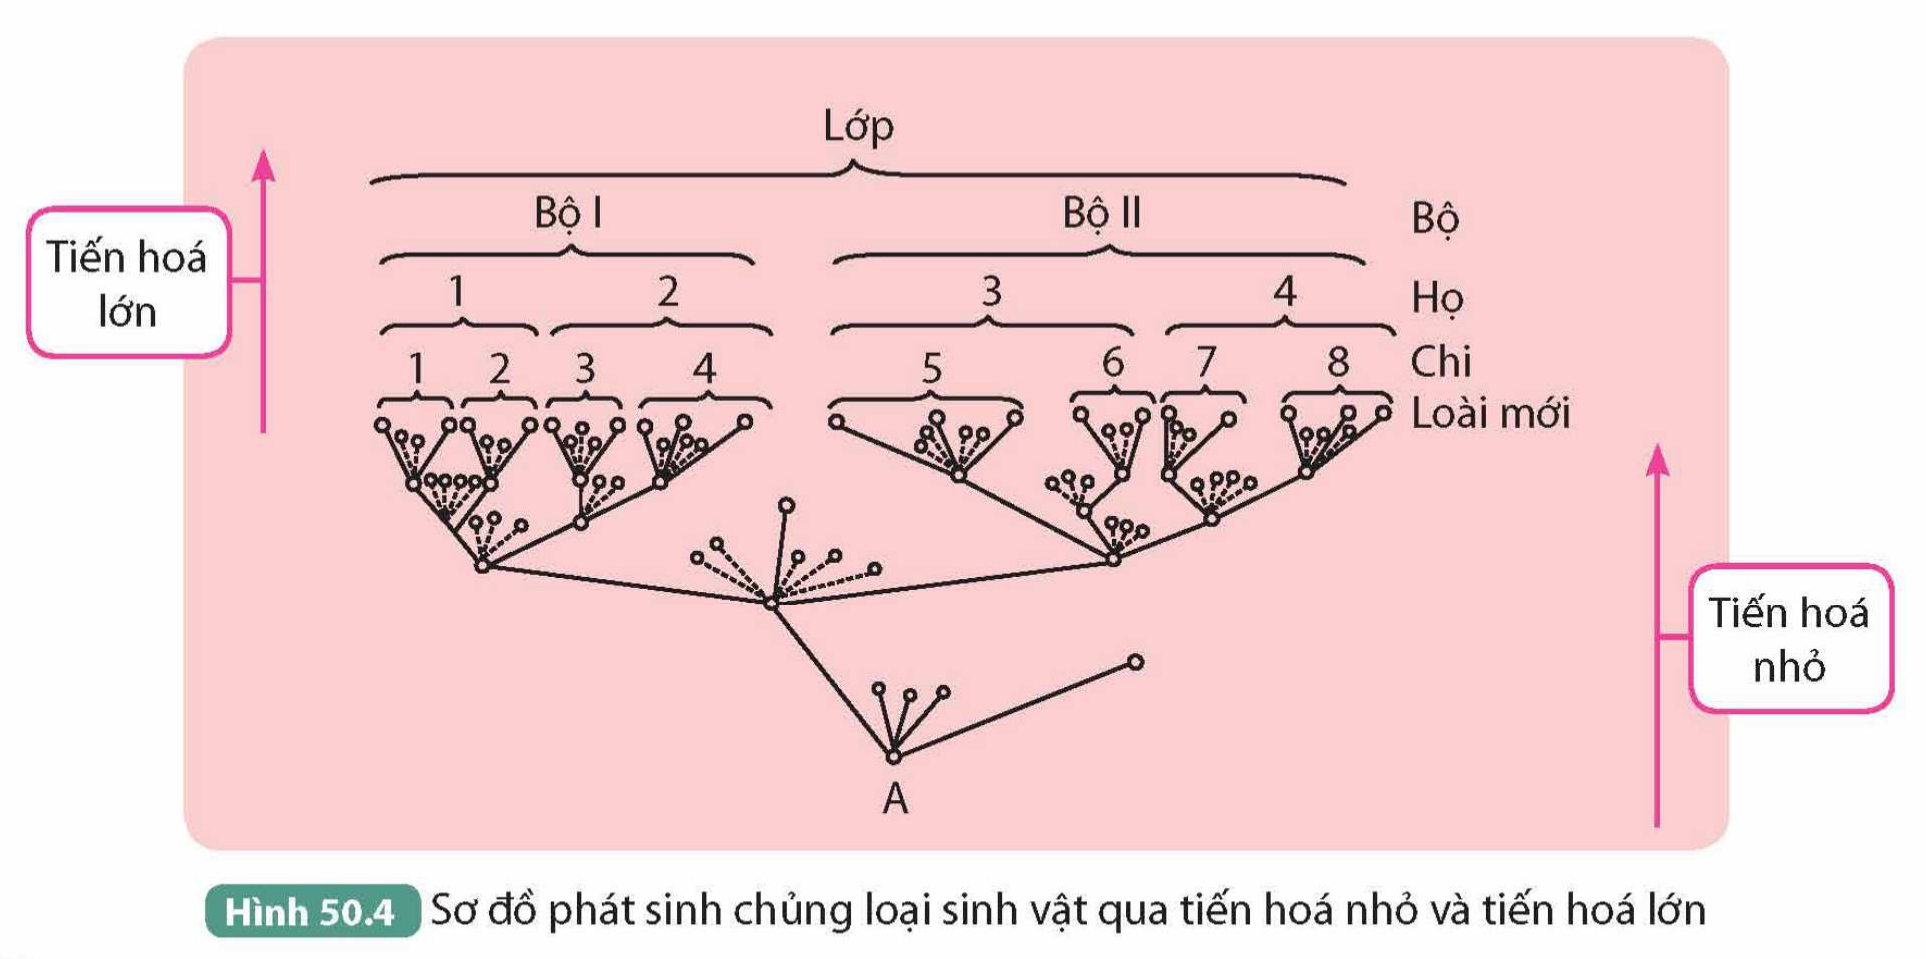 Lớp
Bộ I Bộ II Bộ
Tiến hoá
lớn
1 2 3 4 Họ
1 2 3 4 5 6 7 8 Chi
Loài mới
Tiến hoá
nhỏ
A
Hình 50.4 Sơ đồ phát sinh chủng loại sinh vật qua tiến hoá nhỏ và tiến hoá lớn